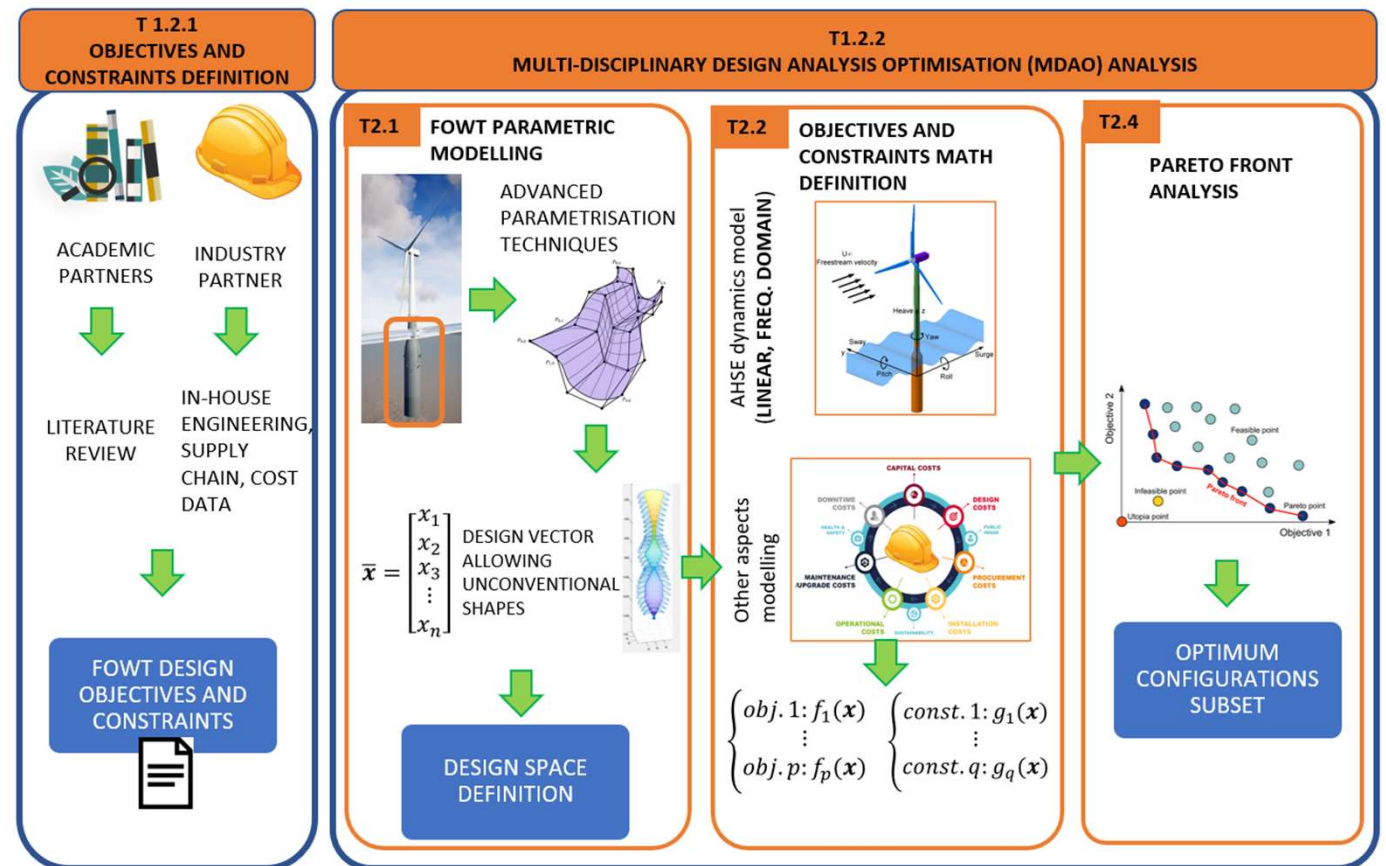 T 1.2.1
OBJECTIVES AND
CONSTRAINTS DEFINITION
ACADEMIC
PARTNERS
INDUSTRY
PARTNER
LITERATURE
REVIEW
IN-HOUSE
ENGINEERING,
SUPPLY
CHAIN, COST
DATA
FOWT DESIGN
OBJECTIVES AND
CONSTRAINTS
T1.2.2
MULTI-DISCIPLINARY DESIGN ANALYSIS OPTIMISATION (MDAO) ANALYSIS
T2.1
FOWT PARAMETRIC
MODELLING
ADVANCED
PARAMETRISATION
TECHNIQUES
x̅ = [x₁
x₂
x₃
⋮
xₙ]
DESIGN VECTOR
ALLOWING
UNCONVENTIONAL
SHAPES
DESIGN SPACE
DEFINITION
T2.2
OBJECTIVES AND
CONSTRAINTS MATH
DEFINITION
AHSE dynamics model
(LINEAR, FREQ. DOMAIN)
Freestream velocity
Heave
z
Yaw
Sway
y
Surge
Pitch
Roll
Other aspects
modelling
CAPITAL COSTS
DOWNTIME
COSTS
DESIGN
COSTS
HEALTH &
SAFETY
PUBLIC
IMAGE
MAINTENANCE
/UPGRADE COSTS
PROCUREMENT
COSTS
OPERATIONAL
COSTS
SUSTAINABILITY
INSTALLATION
COSTS
obj. 1: f₁(x)
⋮
obj. p: fₚ(x)
const. 1: g₁(x)
⋮
const. q: g_q(x)
T2.4
PARETO FRONT
ANALYSIS
Objective 2
Feasible point
Infeasible point
Pareto front
Pareto point
Utopia point
Objective 1
OPTIMUM
CONFIGURATIONS
SUBSET